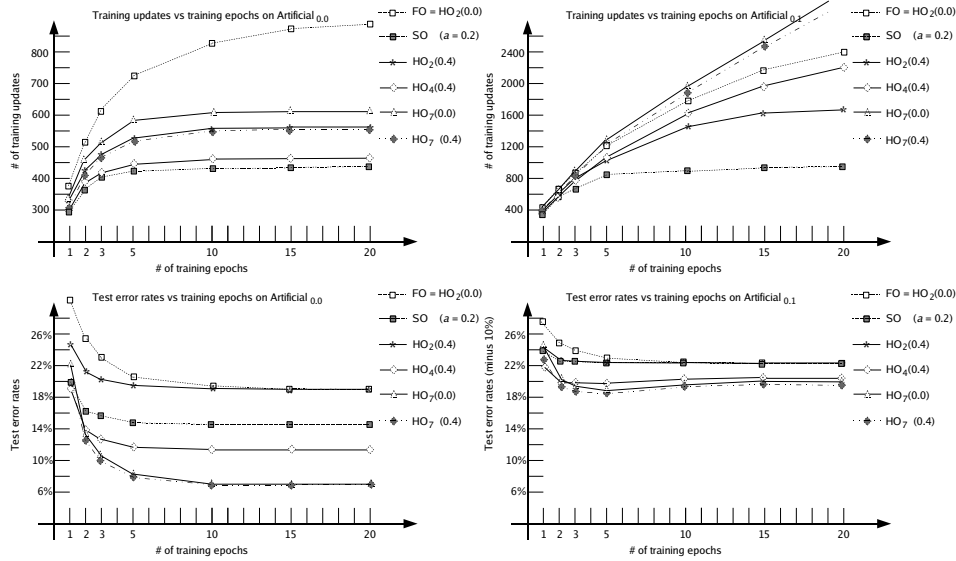 Training updates vs training epochs on Artificial 0.0
# of training updates
800
700
600
500
400
300
1 2 3 5 10 15 20
# of training epochs
FO = HO2(0.0)
SO (a = 0.2)
HO2(0.4)
HO4(0.4)
HO7(0.0)
HO7 (0.4)
Training updates vs training epochs on Artificial 0.1
# of training updates
2400
2000
1600
1200
800
400
1 2 3 5 10 15 20
# of training epochs
FO = HO2(0.0)
SO (a = 0.2)
HO2(0.4)
HO4(0.4)
HO7(0.0)
HO7(0.4)
Test error rates vs training epochs on Artificial 0.0
Test error rates
26%
22%
18%
14%
10%
6%
1 2 3 5 10 15 20
# of training epochs
FO = HO2(0.0)
SO (a = 0.2)
HO2(0.4)
HO4(0.4)
HO7(0.0)
HO7 (0.4)
Test error rates vs training epochs on Artificial 0.1
Test error rates (minus 10%)
26%
22%
18%
14%
10%
6%
1 2 3 5 10 15 20
# of training epochs
FO = HO2(0.0)
SO (a = 0.2)
HO2(0.4)
HO4(0.4)
HO7(0.0)
HO7 (0.4)